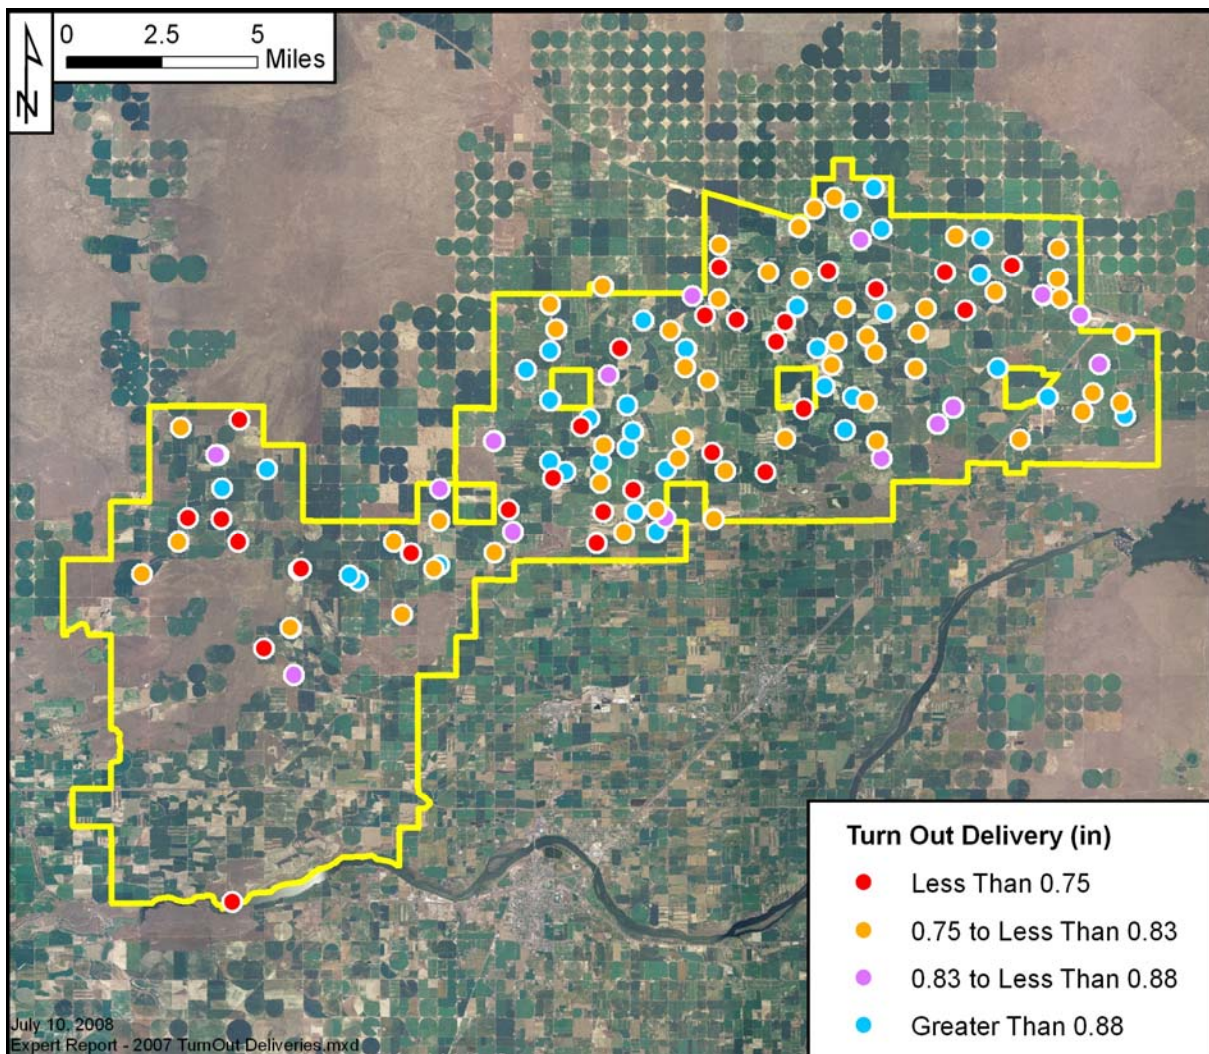 0 2.5 5
Miles
N
Turn Out Delivery (in)
Less Than 0.75
0.75 to Less Than 0.83
0.83 to Less Than 0.88
Greater Than 0.88
July 10, 2008
Expert Report - 2007 TurnOut Deliveries.mxd